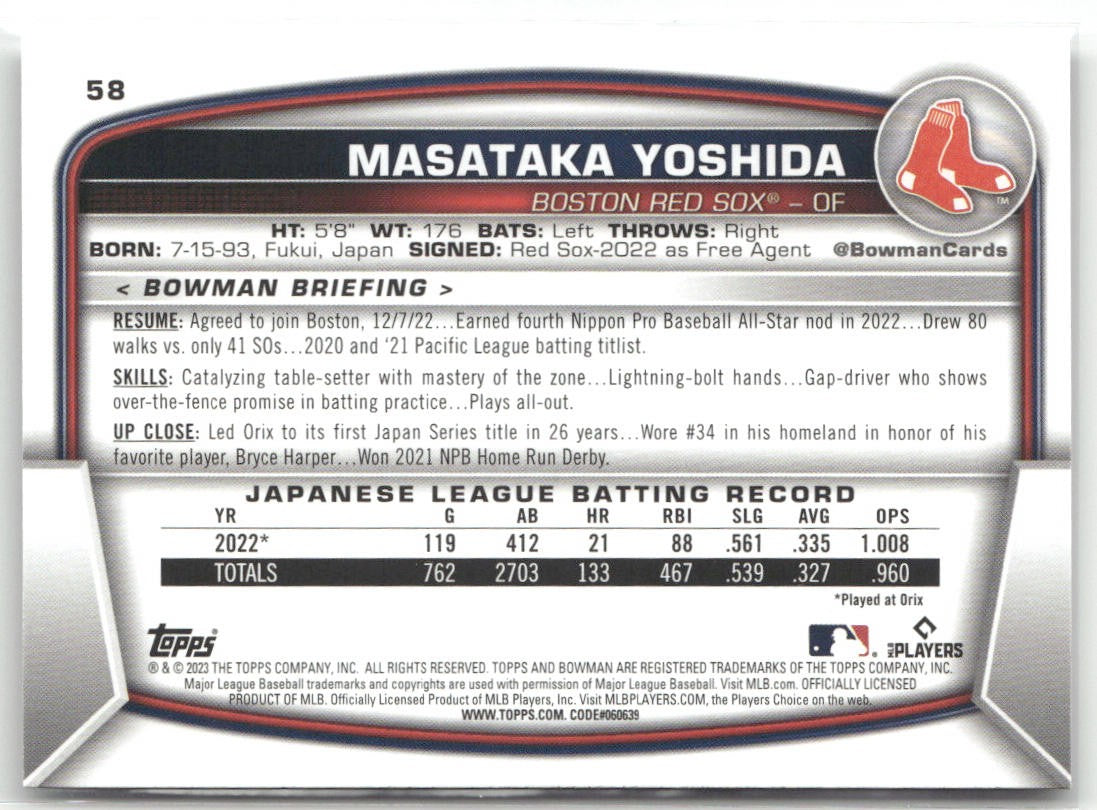 58
MASATAKA YOSHIDA
BOSTON RED SOX® – OF
™
HT: 5'8" WT: 176 BATS: Left THROWS: Right
BORN: 7-15-93, Fukui, Japan SIGNED: Red Sox-2022 as Free Agent @BowmanCards
< BOWMAN BRIEFING >
RESUME: Agreed to join Boston, 12/7/22...Earned fourth Nippon Pro Baseball All-Star nod in 2022...Drew 80
walks vs. only 41 SOs...2020 and '21 Pacific League batting titlist.
SKILLS: Catalyzing table-setter with mastery of the zone...Lightning-bolt hands...Gap-driver who shows
over-the-fence promise in batting practice...Plays all-out.
UP CLOSE: Led Orix to its first Japan Series title in 26 years...Wore #34 in his homeland in honor of his
favorite player, Bryce Harper...Won 2021 NPB Home Run Derby.
JAPANESE LEAGUE BATTING RECORD
YR G AB HR RBI SLG AVG OPS
2022* 119 412 21 88 .561 .335 1.008
TOTALS 762 2703 133 467 .539 .327 .960
*Played at Orix
TOPPS® MLB PLAYERS
® & © 2023 THE TOPPS COMPANY, INC. ALL RIGHTS RESERVED. TOPPS AND BOWMAN ARE REGISTERED TRADEMARKS OF THE TOPPS COMPANY, INC.
Major League Baseball trademarks and copyrights are used with permission of Major League Baseball. Visit MLB.com. OFFICIALLY LICENSED
PRODUCT OF MLB. Officially Licensed Product of MLB Players, Inc. Visit MLBPLAYERS.COM, the Players Choice on the web.
WWW.TOPPS.COM. CODE#060639